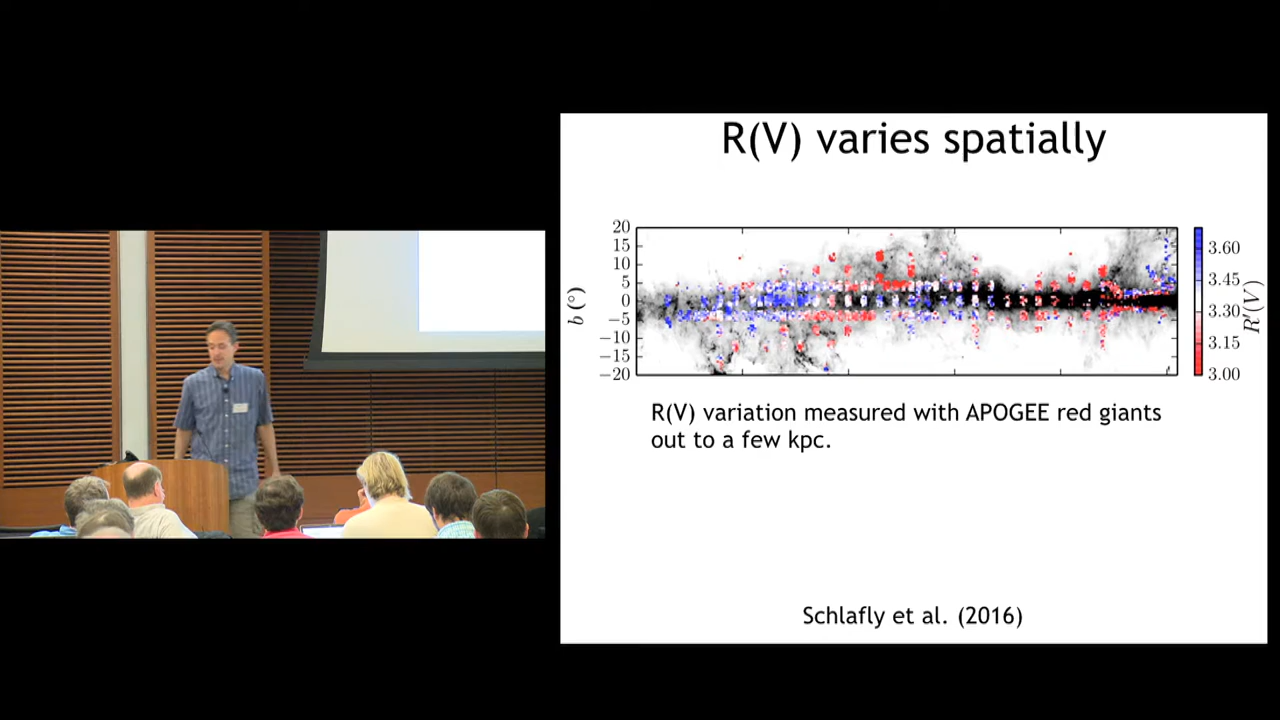 R(V) varies spatially
20
15
10
5
0
−5
−10
−15
−20
b (°)
3.60
3.45
3.30
3.15
3.00
R′(V)
R(V) variation measured with APOGEE red giants
out to a few kpc.
Schlafly et al. (2016)